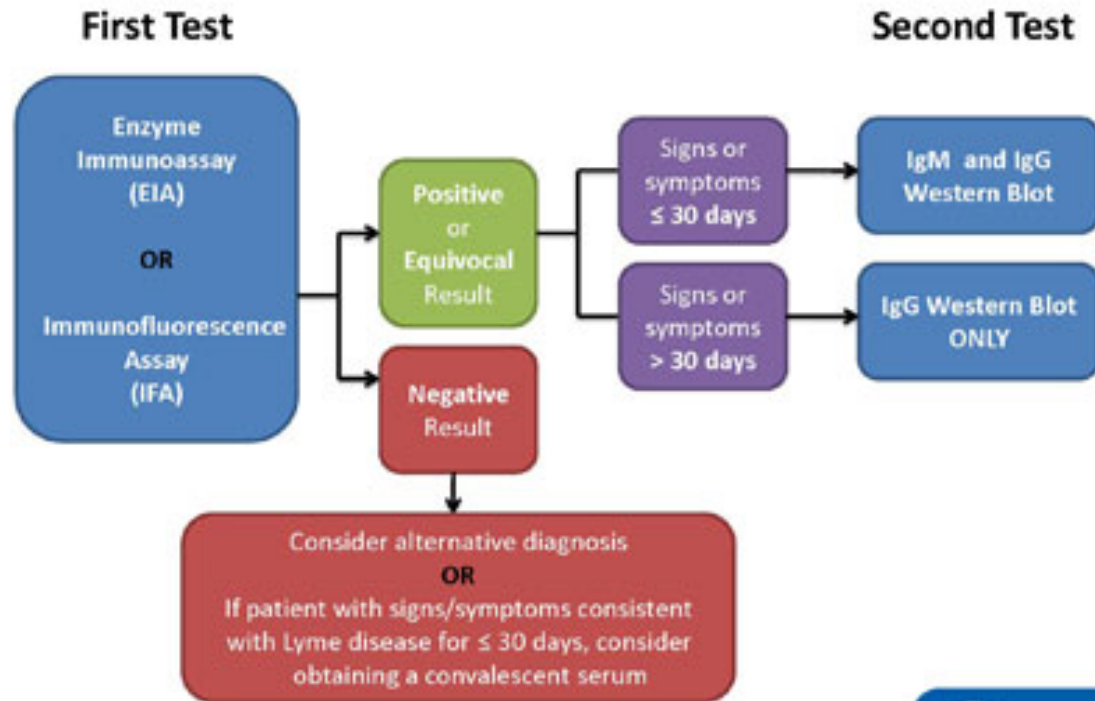 First Test
Second Test
Enzyme
Immunoassay
(EIA)
OR
Immunofluorescence
Assay
(IFA)
Positive
or
Equivocal
Result
Negative
Result
Signs or
symptoms
≤ 30 days
Signs or
symptoms
> 30 days
IgM and IgG
Western Blot
IgG Western Blot
ONLY
Consider alternative diagnosis
OR
If patient with signs/symptoms consistent
with Lyme disease for ≤ 30 days, consider
obtaining a convalescent serum